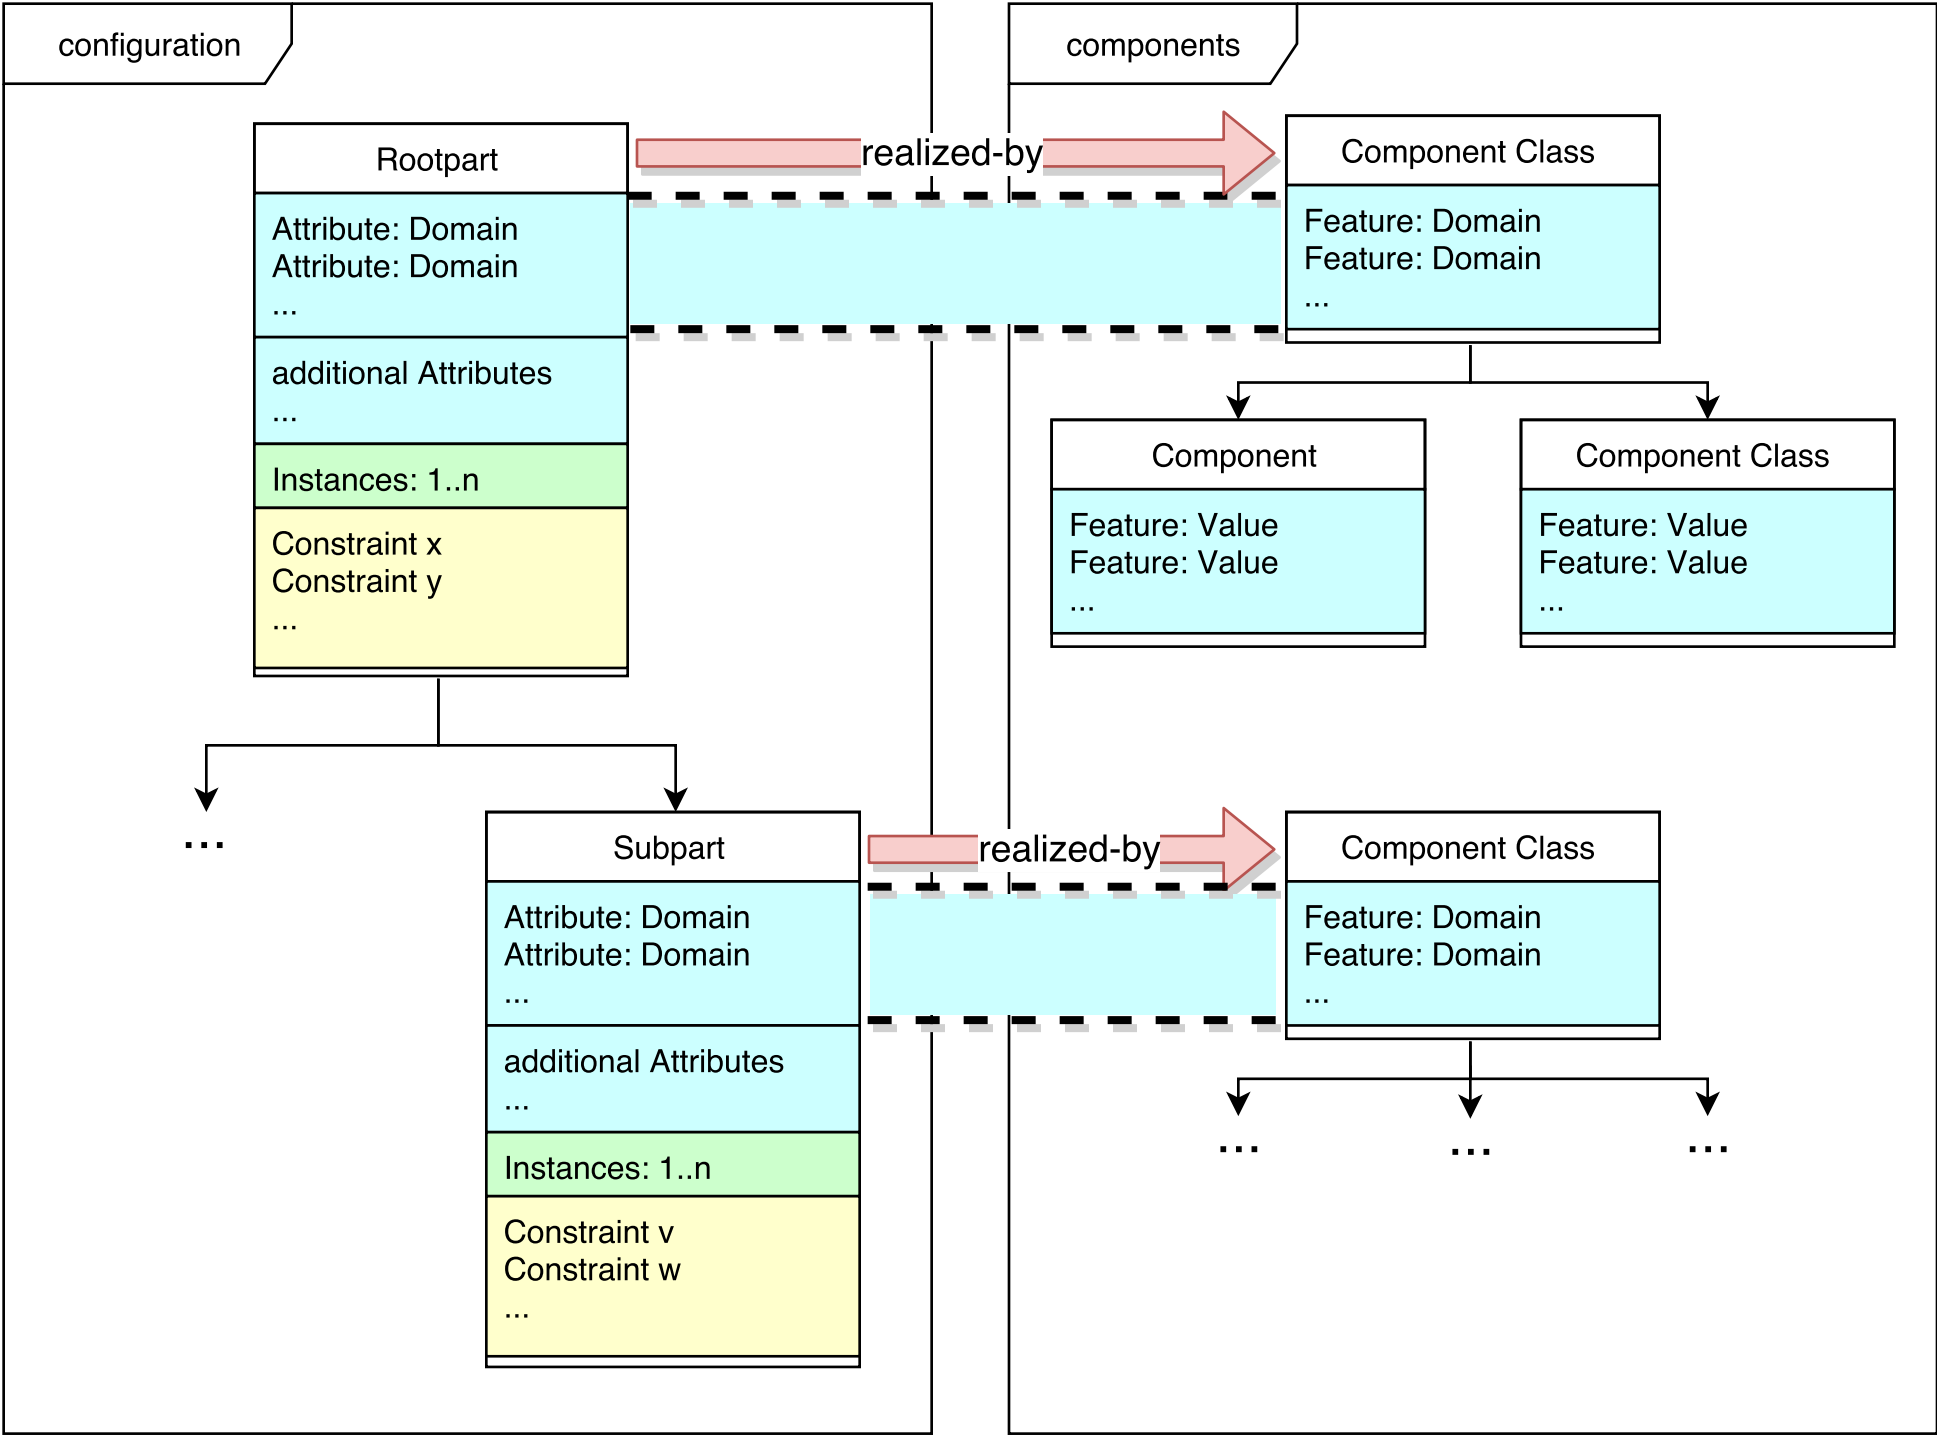 configuration
Rootpart
Attribute: Domain
Attribute: Domain
...
additional Attributes
...
Instances: 1..n
Constraint x
Constraint y
...
...
Subpart
Attribute: Domain
Attribute: Domain
...
additional Attributes
...
Instances: 1..n
Constraint v
Constraint w
...
realized-by
realized-by
components
Component Class
Feature: Domain
Feature: Domain
...
Component
Feature: Value
Feature: Value
...
Component Class
Feature: Value
Feature: Value
...
Component Class
Feature: Domain
Feature: Domain
...
...
...
...